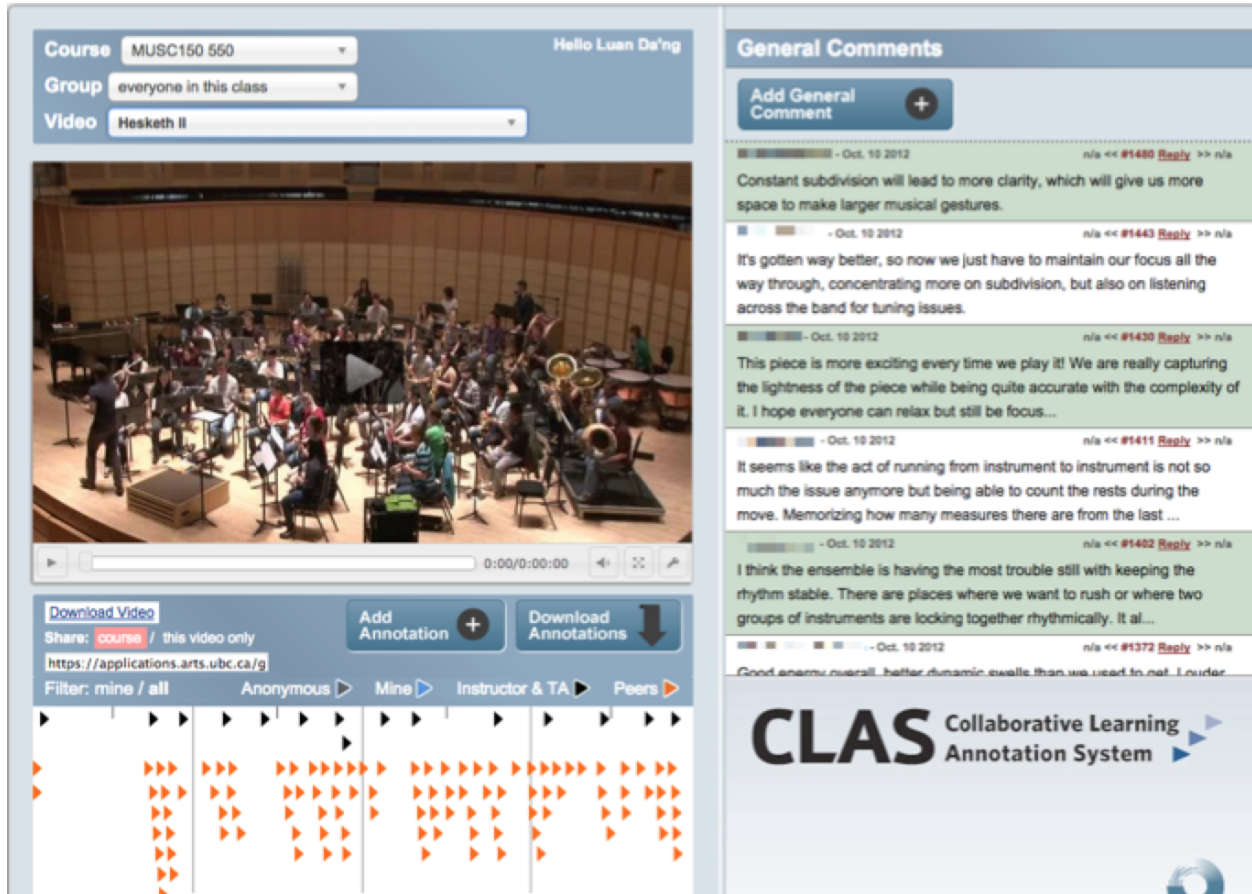 Course MUSC150 550
Hello Luan Da'ng
Group everyone in this class
Video Hesketh II
0:00/0:00:00
Download Video
Share: course / this video only
https://applications.arts.ubc.ca/g
Add
Annotation
Download
Annotations
Filter: mine / all Anonymous Mine Instructor & TA Peers
General Comments
Add General
Comment
- Oct. 10 2012 n/a << #1480 Reply >> n/a
Constant subdivision will lead to more clarity, which will give us more
space to make larger musical gestures.
- Oct. 10 2012 n/a << #1443 Reply >> n/a
It's gotten way better, so now we just have to maintain our focus all the
way through, concentrating more on subdivision, but also on listening
across the band for tuning issues.
- Oct. 10 2012 n/a << #1430 Reply >> n/a
This piece is more exciting every time we play it! We are really capturing
the lightness of the piece while being quite accurate with the complexity of
it. I hope everyone can relax but still be focus...
- Oct. 10 2012 n/a << #1411 Reply >> n/a
It seems like the act of running from instrument to instrument is not so
much the issue anymore but being able to count the rests during the
move. Memorizing how many measures there are from the last ...
- Oct. 10 2012 n/a << #1402 Reply >> n/a
I think the ensemble is having the most trouble still with keeping the
rhythm stable. There are places where we want to rush or where two
groups of instruments are locking together rhythmically. It al...
- Oct. 10 2012 n/a << #1372 Reply >> n/a
Good energy overall, better dynamic swells than we used to get. Louder
CLAS Collaborative Learning
Annotation System